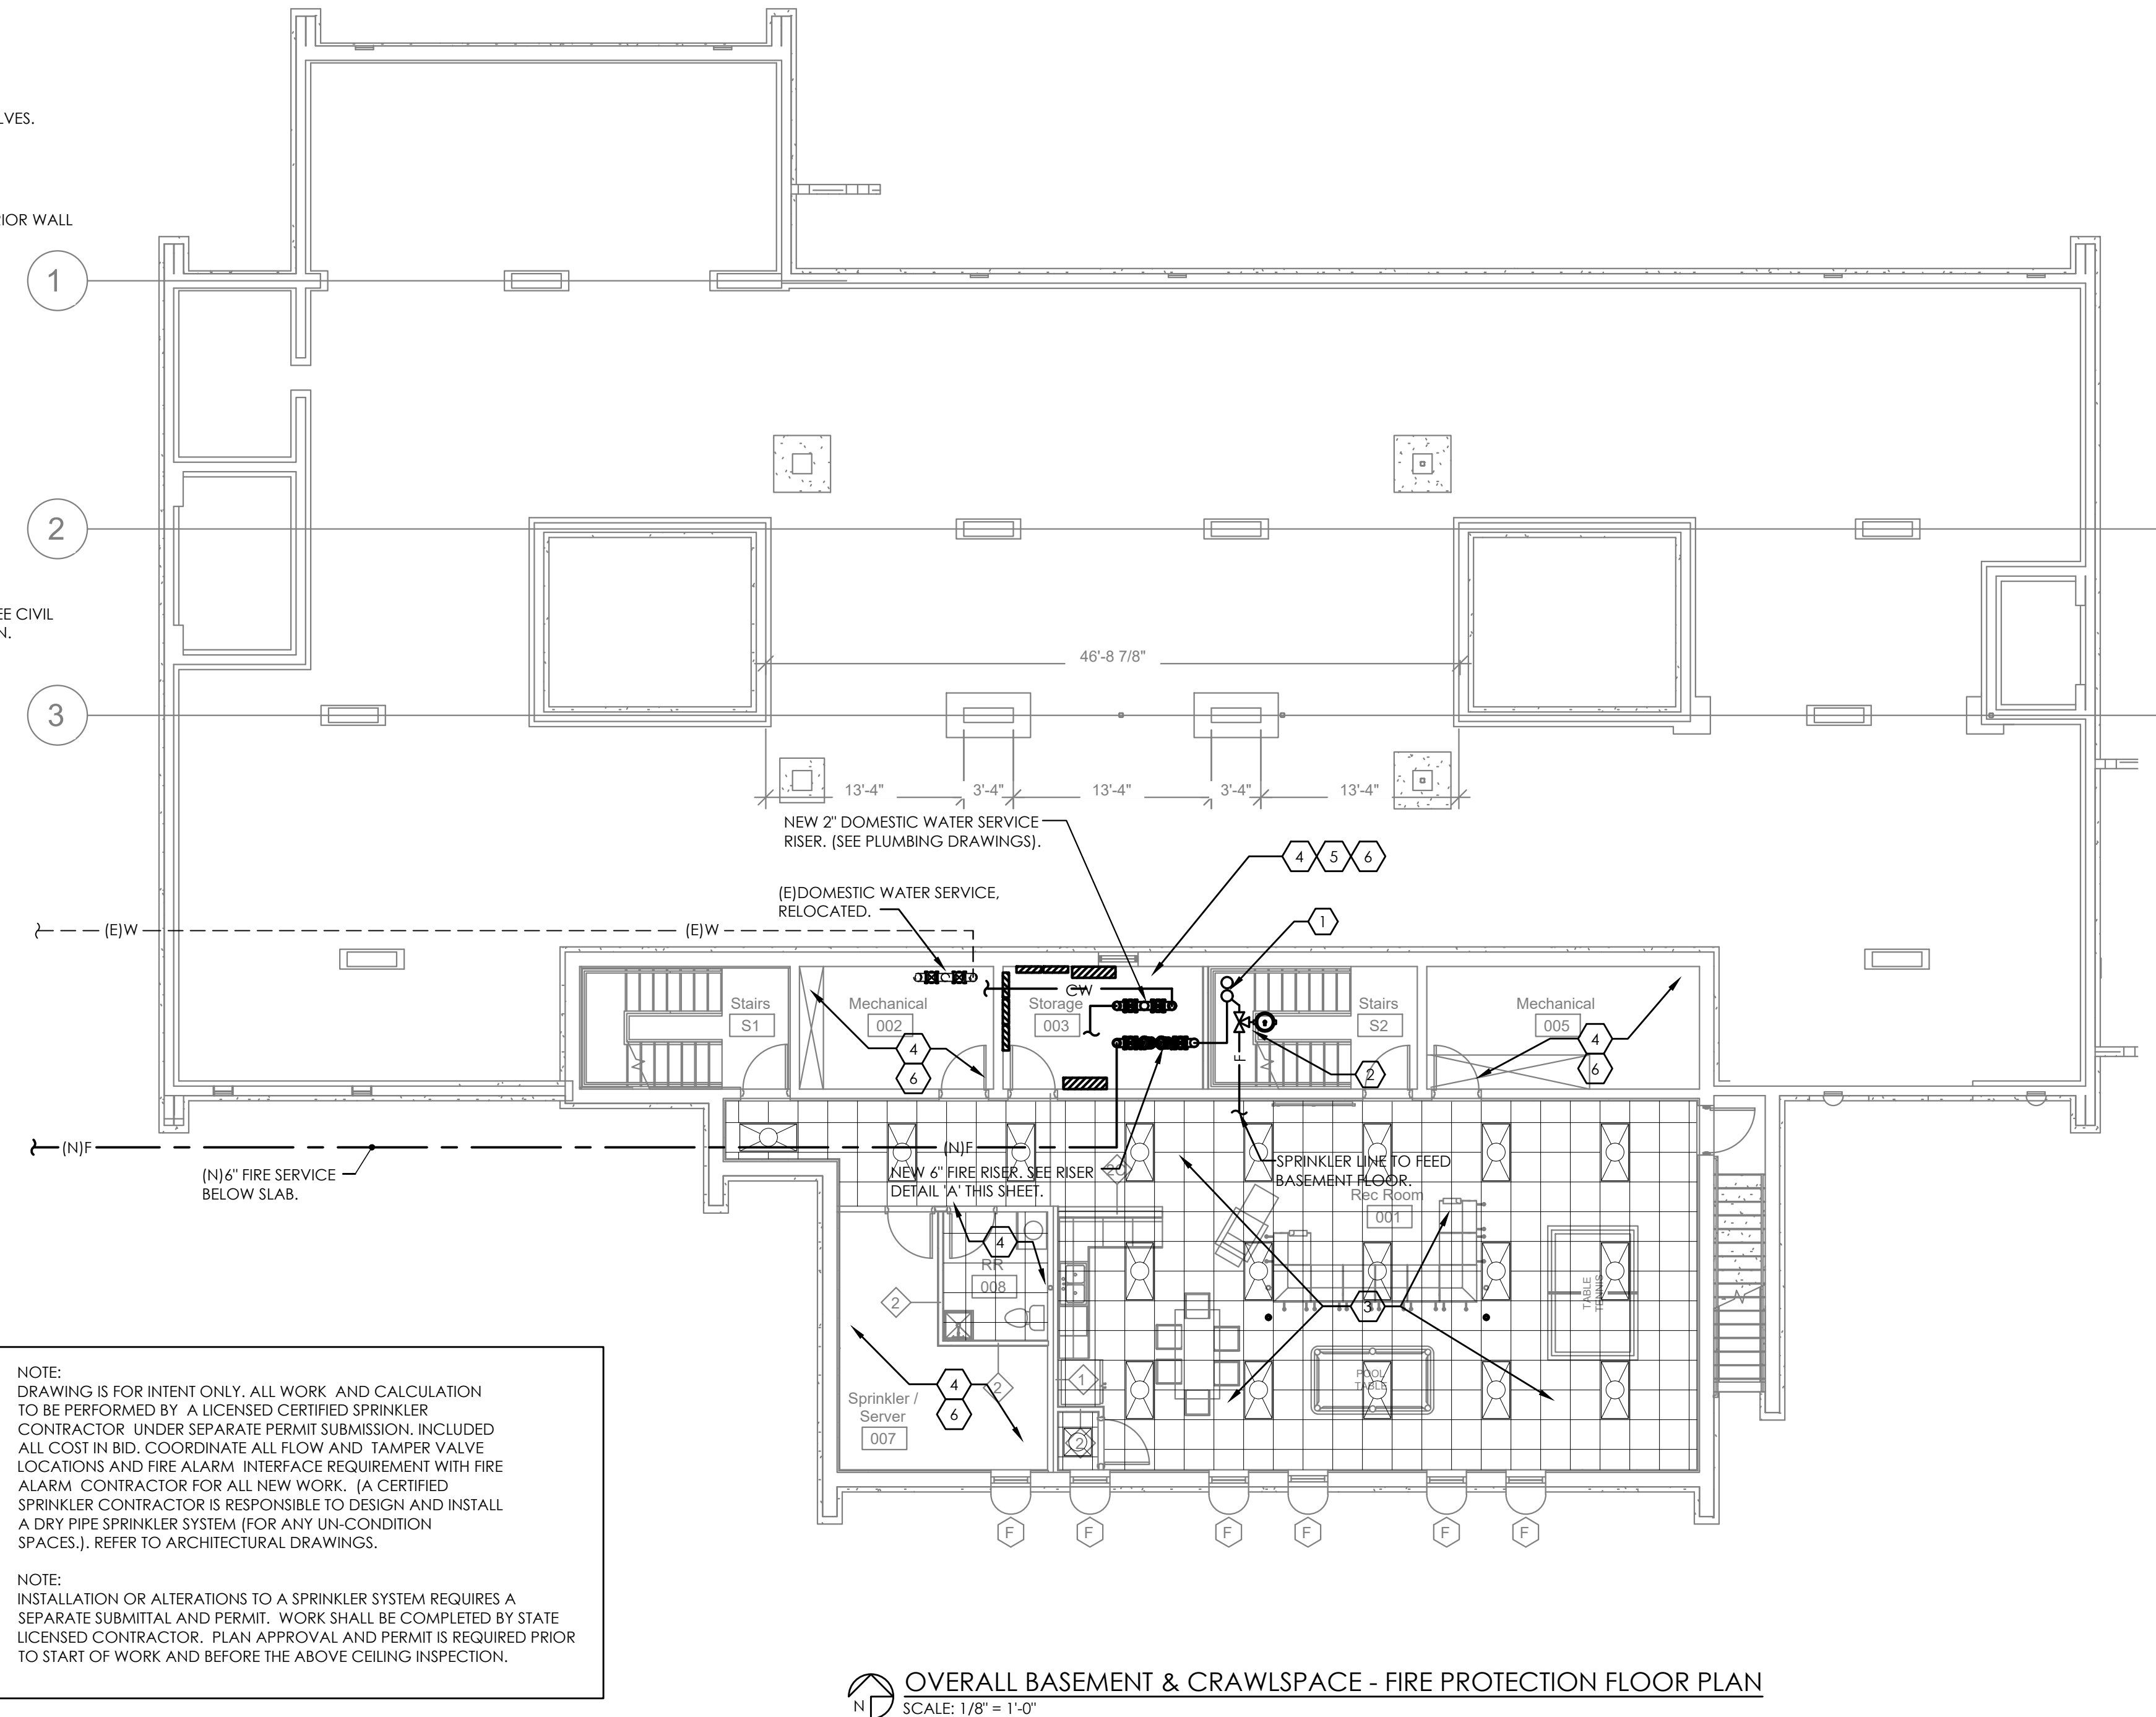 LVES.
RIOR WALL
1
2
EE CIVIL
N.
46'-8 7/8"
3
13'-4"
3'-4"
13'-4"
3'-4"
13'-4"
NEW 2" DOMESTIC WATER SERVICE
RISER. (SEE PLUMBING DRAWINGS).
4
5
6
(E)DOMESTIC WATER SERVICE,
RELOCATED.
1
(E)W
(E)W
CW
Stairs
S1
Mechanical
002
Storage
003
Stairs
S2
Mechanical
005
4
6
F
2
4
6
(N)F
(N)F
(N)6" FIRE SERVICE
BELOW SLAB.
NEW 6" FIRE RISER. SEE RISER
DETAIL 'A' THIS SHEET.
SPRINKLER LINE TO FEED
BASEMENT FLOOR.
Rec Room
001
4
RR
008
2
3
TABLE
TENNIS
POOL
TABLE
4
6
2
1
2
Sprinkler /
Server
007
F
F
F
F
F
F
NOTE:
DRAWING IS FOR INTENT ONLY. ALL WORK AND CALCULATION
TO BE PERFORMED BY A LICENSED CERTIFIED SPRINKLER
CONTRACTOR UNDER SEPARATE PERMIT SUBMISSION. INCLUDED
ALL COST IN BID. COORDINATE ALL FLOW AND TAMPER VALVE
LOCATIONS AND FIRE ALARM INTERFACE REQUIREMENT WITH FIRE
ALARM CONTRACTOR FOR ALL NEW WORK. (A CERTIFIED
SPRINKLER CONTRACTOR IS RESPONSIBLE TO DESIGN AND INSTALL
A DRY PIPE SPRINKLER SYSTEM (FOR ANY UN-CONDITION
SPACES.). REFER TO ARCHITECTURAL DRAWINGS.
NOTE:
INSTALLATION OR ALTERATIONS TO A SPRINKLER SYSTEM REQUIRES A
SEPARATE SUBMITTAL AND PERMIT. WORK SHALL BE COMPLETED BY STATE
LICENSED CONTRACTOR. PLAN APPROVAL AND PERMIT IS REQUIRED PRIOR
TO START OF WORK AND BEFORE THE ABOVE CEILING INSPECTION.
N
OVERALL BASEMENT & CRAWLSPACE - FIRE PROTECTION FLOOR PLAN
SCALE: 1/8" = 1'-0"